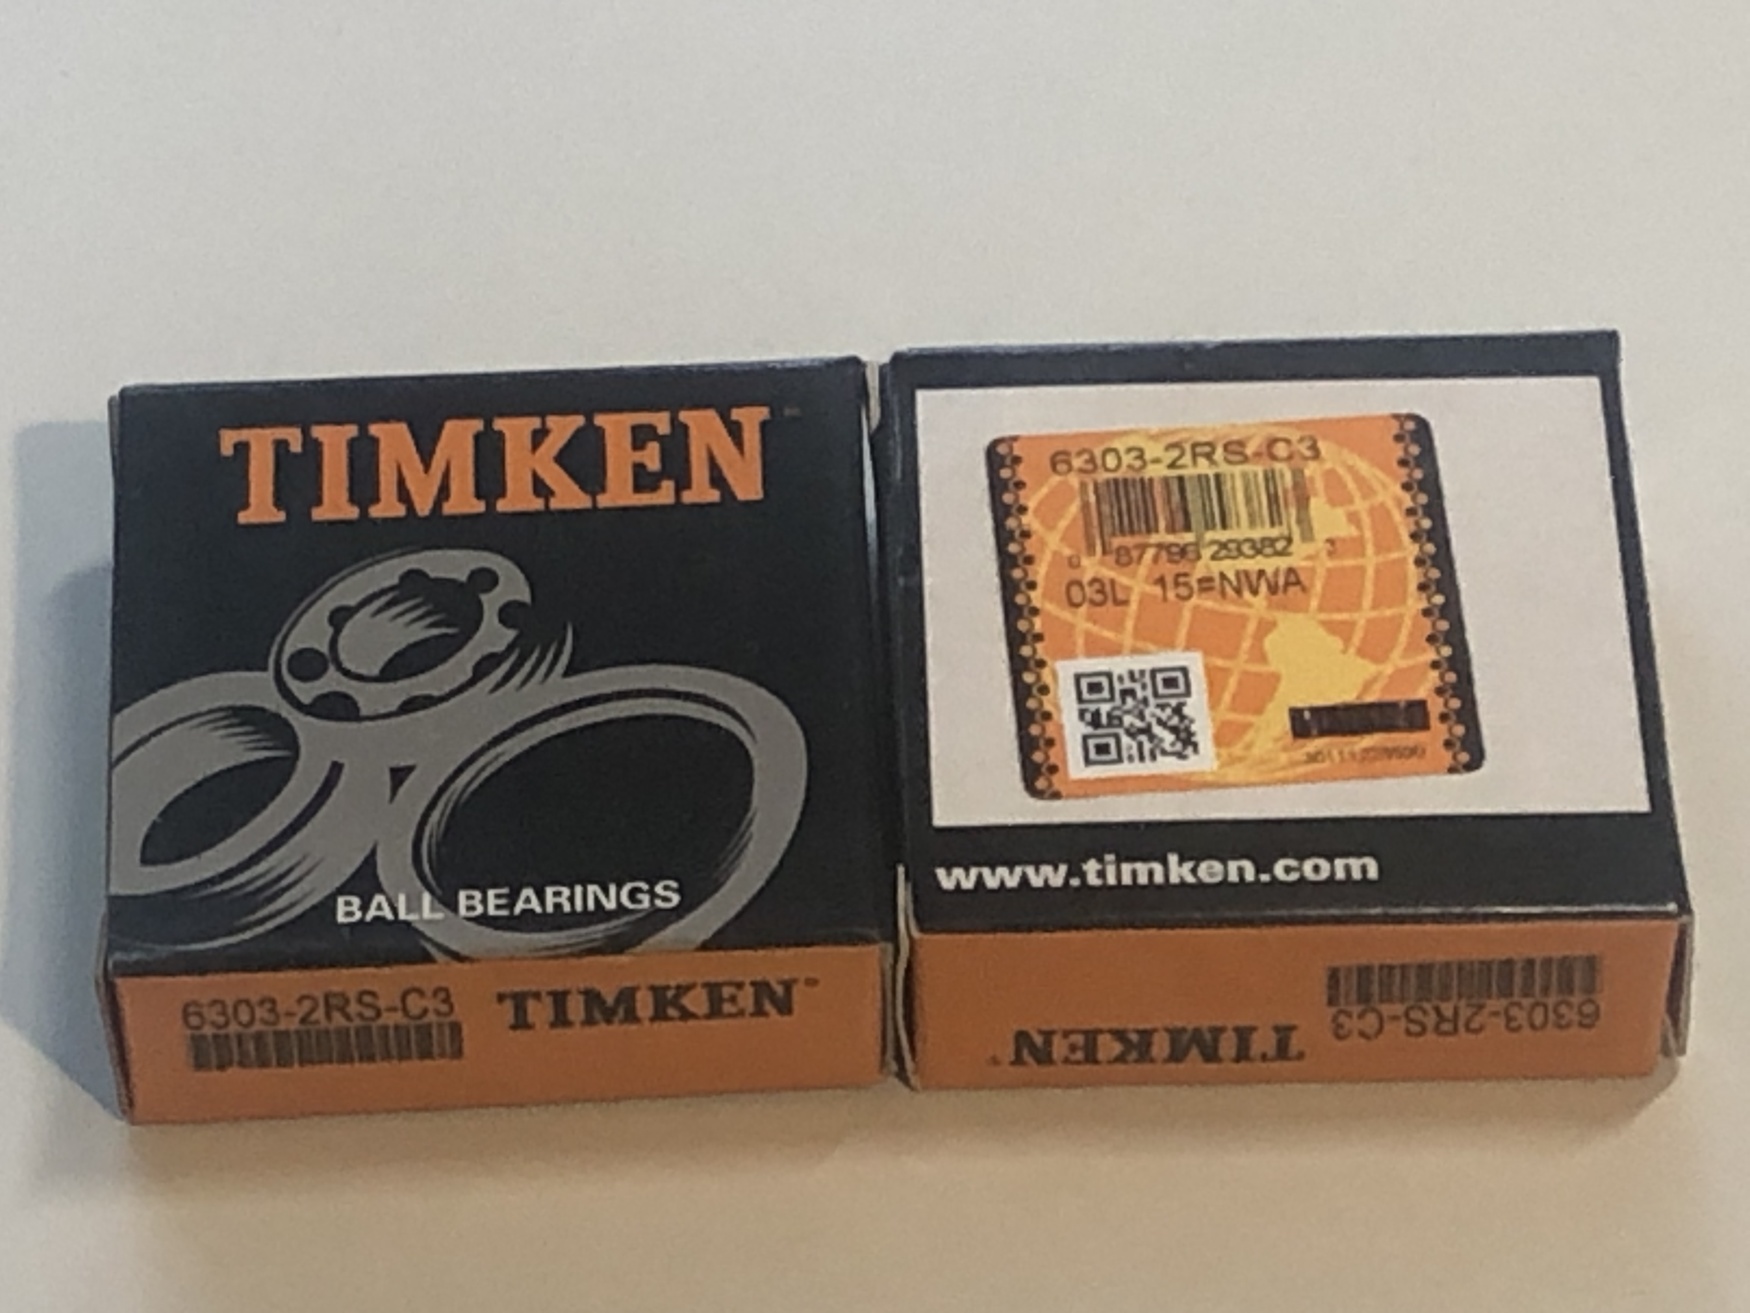 TIMKEN
BALL BEARINGS
6303-2RS-C3
TIMKEN
6303-2RS-C3
87796 29382
03L 15=NWA
www.timken.com
TIMKEN
6303-2RS-C3